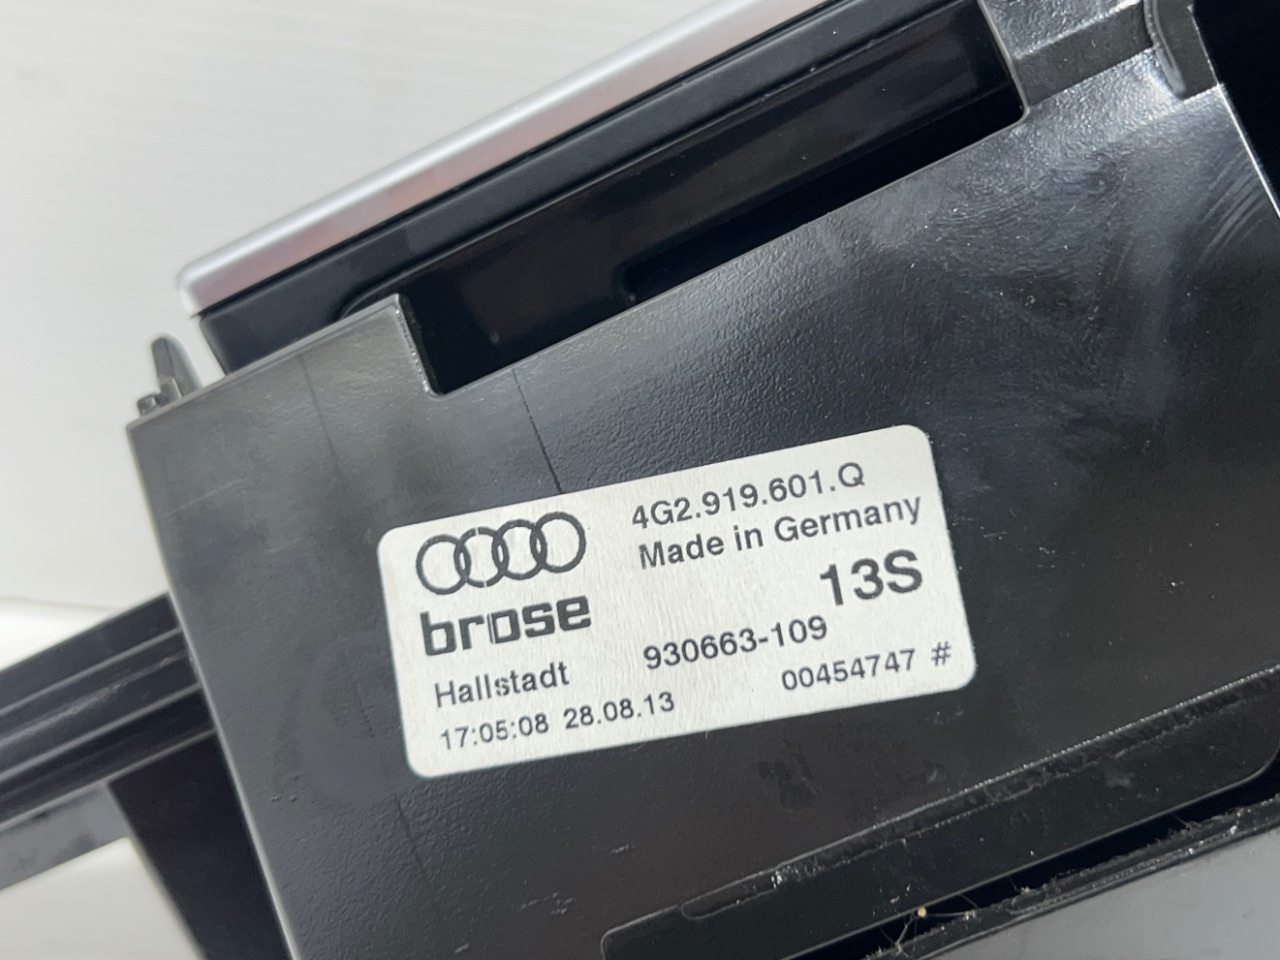 4G2.919.601.Q
Made in Germany
13S
brose
930663-109
Hallstadt
00454747 #
17:05:08 28.08.13